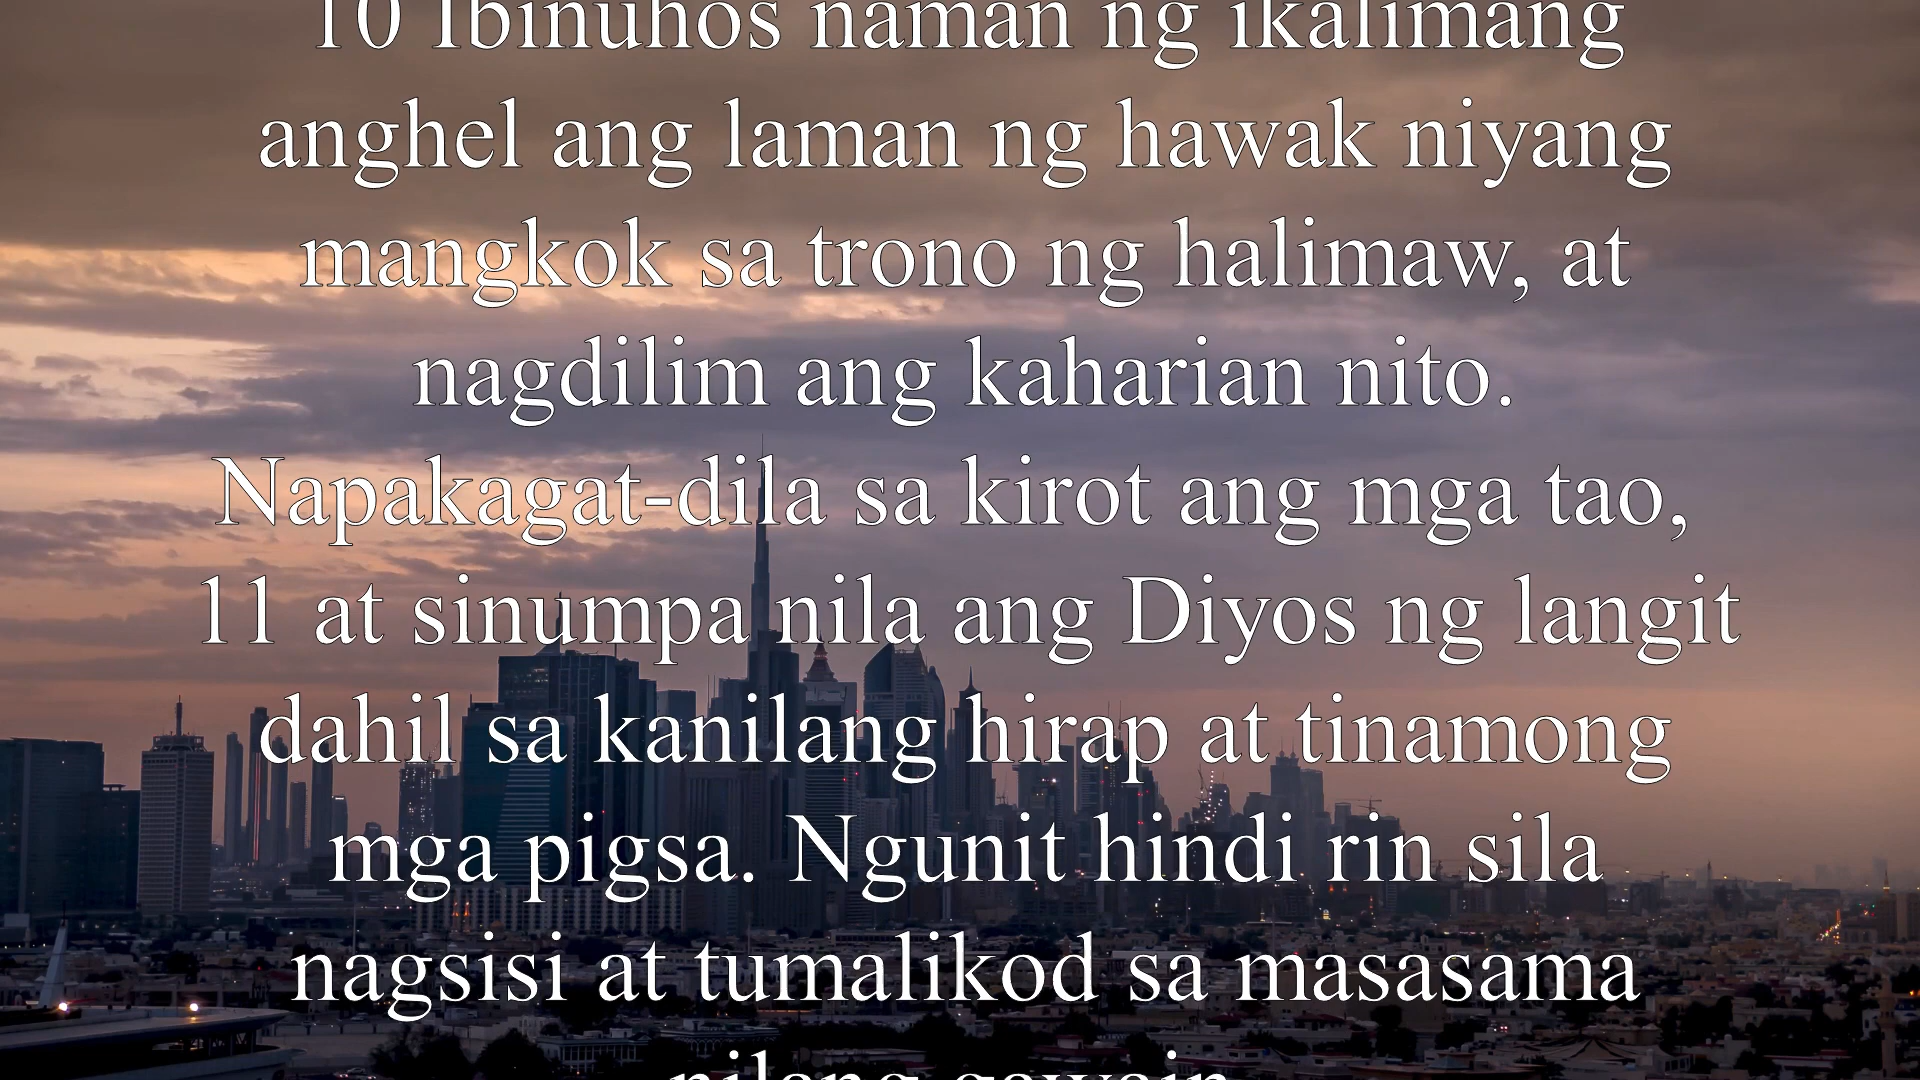 10 Ibinuhos naman ng ikalimang
anghel ang laman ng hawak niyang
mangkok sa trono ng halimaw, at
nagdilim ang kaharian nito.
Napakagat-dila sa kirot ang mga tao,
11 at sinumpa nila ang Diyos ng langit
dahil sa kanilang hirap at tinamong
mga pigsa. Ngunit hindi rin sila
nagsisi at tumalikod sa masasama
nilang gawain